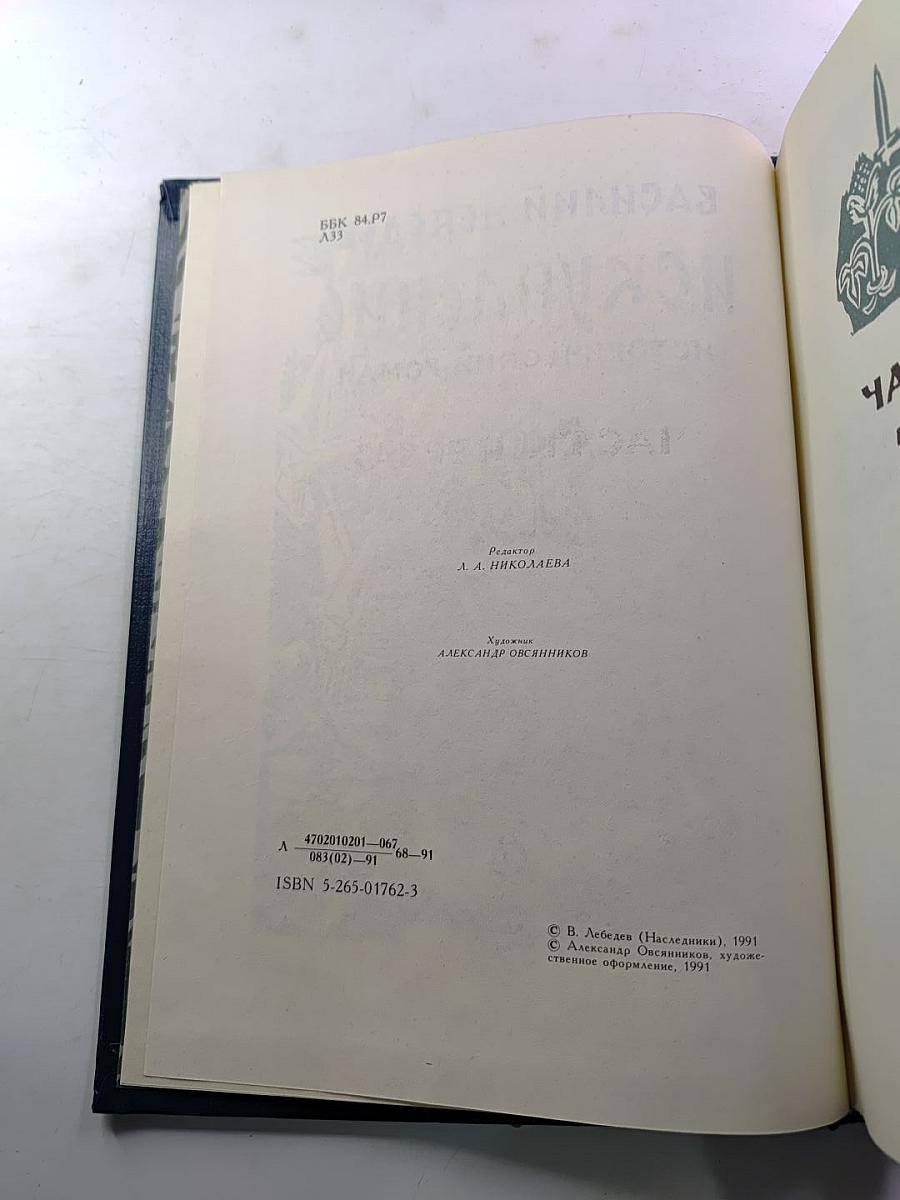 ББК 84.Р7
Л33
Редактор
Л. А. НИКОЛАЕВА
Художник
АЛЕКСАНДР ОВСЯННИКОВ
Л 4702010201—067
083(02)—91 68—91
ISBN 5-265-01762-3
© В. Лебедев (Наследники), 1991
© Александр Овсянников, художе-
ственное оформление, 1991
ЧА